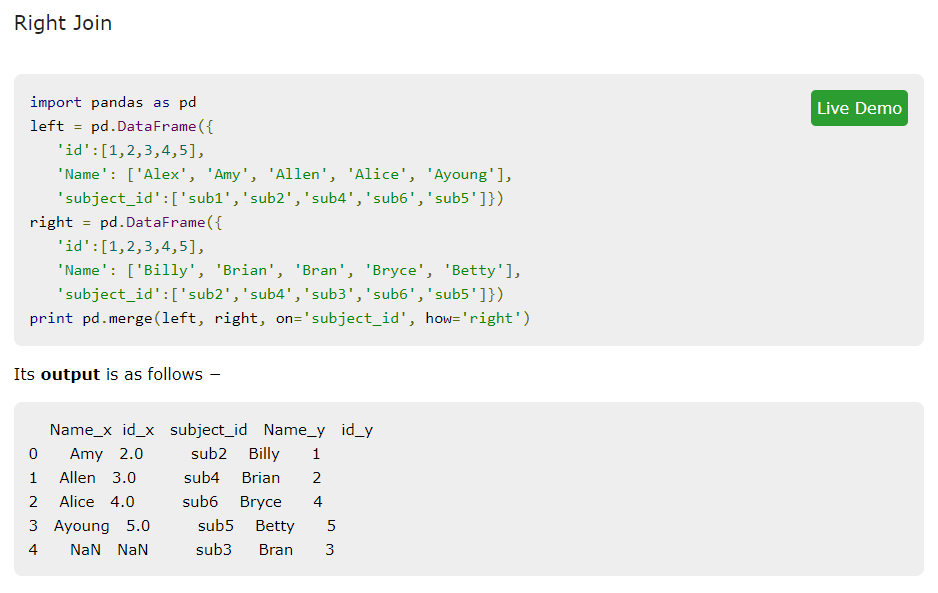 Right Join
import pandas as pd
Live Demo
left = pd.DataFrame({
'id':[1,2,3,4,5],
'Name': ['Alex', 'Amy', 'Allen', 'Alice', 'Ayoung'],
'subject_id':['sub1','sub2','sub4','sub6','sub5']})
right = pd.DataFrame({
'id':[1,2,3,4,5],
'Name': ['Billy', 'Brian', 'Bran', 'Bryce', 'Betty'],
'subject_id':['sub2','sub4','sub3','sub6','sub5']})
print pd.merge(left, right, on='subject_id', how='right')
Its output is as follows −
Name_x id_x subject_id Name_y id_y
0 Amy 2.0 sub2 Billy 1
1 Allen 3.0 sub4 Brian 2
2 Alice 4.0 sub6 Bryce 4
3 Ayoung 5.0 sub5 Betty 5
4 NaN NaN sub3 Bran 3